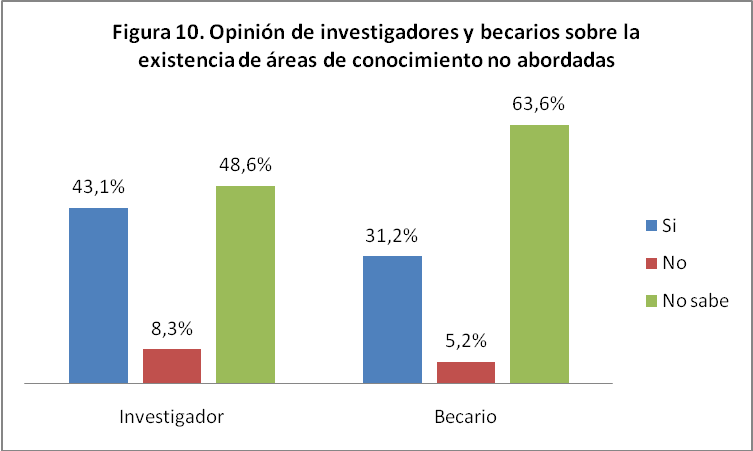 Figura 10. Opinión de investigadores y becarios sobre la
existencia de áreas de conocimiento no abordadas
43,1%
8,3%
48,6%
31,2%
5,2%
63,6%
Si
No
No sabe
Investigador
Becario